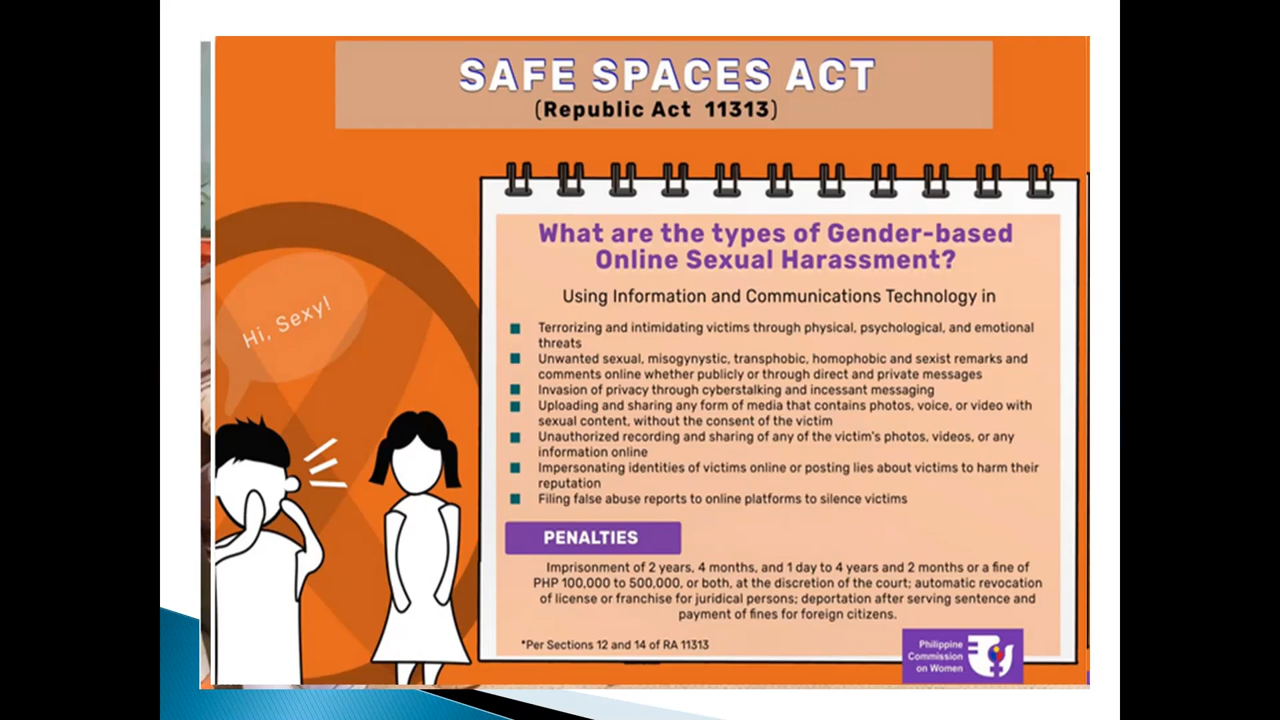 SAFE SPACES ACT
(Republic Act 11313)
What are the types of Gender-based
Online Sexual Harassment?
Using Information and Communications Technology in
Terrorizing and intimidating victims through physical, psychological, and emotional
threats
Unwanted sexual, misogynystic, transphobic, homophobic and sexist remarks and
comments online whether publicly or through direct and private messages
Invasion of privacy through cyberstalking and incessant messaging
Uploading and sharing any form of media that contains photos, voice, or video with
sexual content, without the consent of the victim
Unauthorized recording and sharing of any of the victim's photos, videos, or any
information online
Impersonating identities of victims online or posting lies about victims to harm their
reputation
Filing false abuse reports to online platforms to silence victims
Hi, Sexy!
PENALTIES
Imprisonment of 2 years, 4 months, and 1 day to 4 years and 2 months or a fine of
PHP 100,000 to 500,000, or both, at the discretion of the court; automatic revocation
of license or franchise for juridical persons; deportation after serving sentence and
payment of fines for foreign citizens.
*Per Sections 12 and 14 of RA 11313
Philippine
Commission
on Women